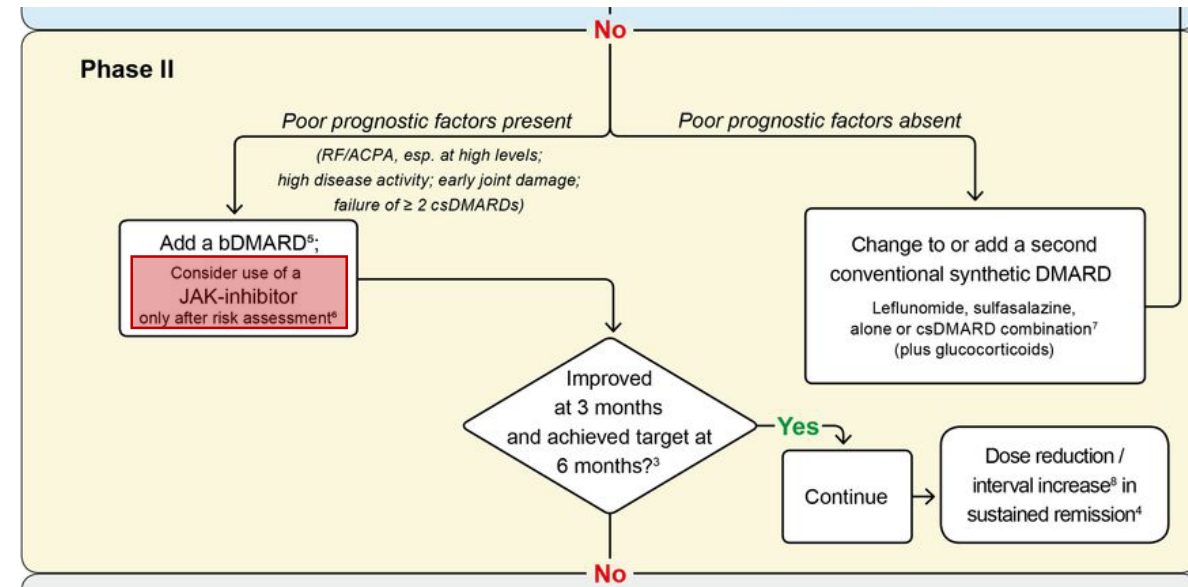 No
Phase II
Poor prognostic factors present
Poor prognostic factors absent
(RF/ACPA, esp. at high levels;
high disease activity; early joint damage;
failure of ≥ 2 csDMARDs)
Add a bDMARD⁵;
Consider use of a
JAK-inhibitor
only after risk assessment⁶
Change to or add a second
conventional synthetic DMARD
Leflunomide, sulfasalazine,
alone or csDMARD combination⁷
(plus glucocorticoids)
Improved
at 3 months
and achieved target at
6 months?³
Yes
Continue
Dose reduction /
interval increase⁸ in
sustained remission⁴
No